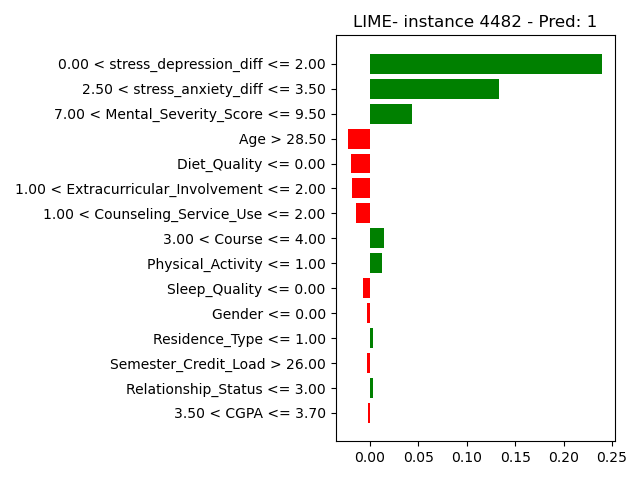 LIME- instance 4482 - Pred: 1
0.00 < stress_depression_diff <= 2.00
2.50 < stress_anxiety_diff <= 3.50
7.00 < Mental_Severity_Score <= 9.50
Age > 28.50
Diet_Quality <= 0.00
1.00 < Extracurricular_Involvement <= 2.00
1.00 < Counseling_Service_Use <= 2.00
3.00 < Course <= 4.00
Physical_Activity <= 1.00
Sleep_Quality <= 0.00
Gender <= 0.00
Residence_Type <= 1.00
Semester_Credit_Load > 26.00
Relationship_Status <= 3.00
3.50 < CGPA <= 3.70
0.00 0.05 0.10 0.15 0.20 0.25